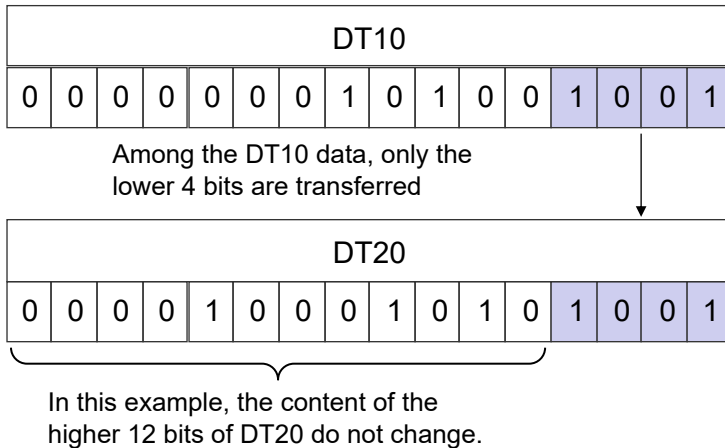 DT10
0 0 0 0 0 0 0 1 0 1 0 0 1 0 0 1
Among the DT10 data, only the
lower 4 bits are transferred
DT20
0 0 0 0 1 0 0 0 1 0 1 0 1 0 0 1
In this example, the content of the
higher 12 bits of DT20 do not change.